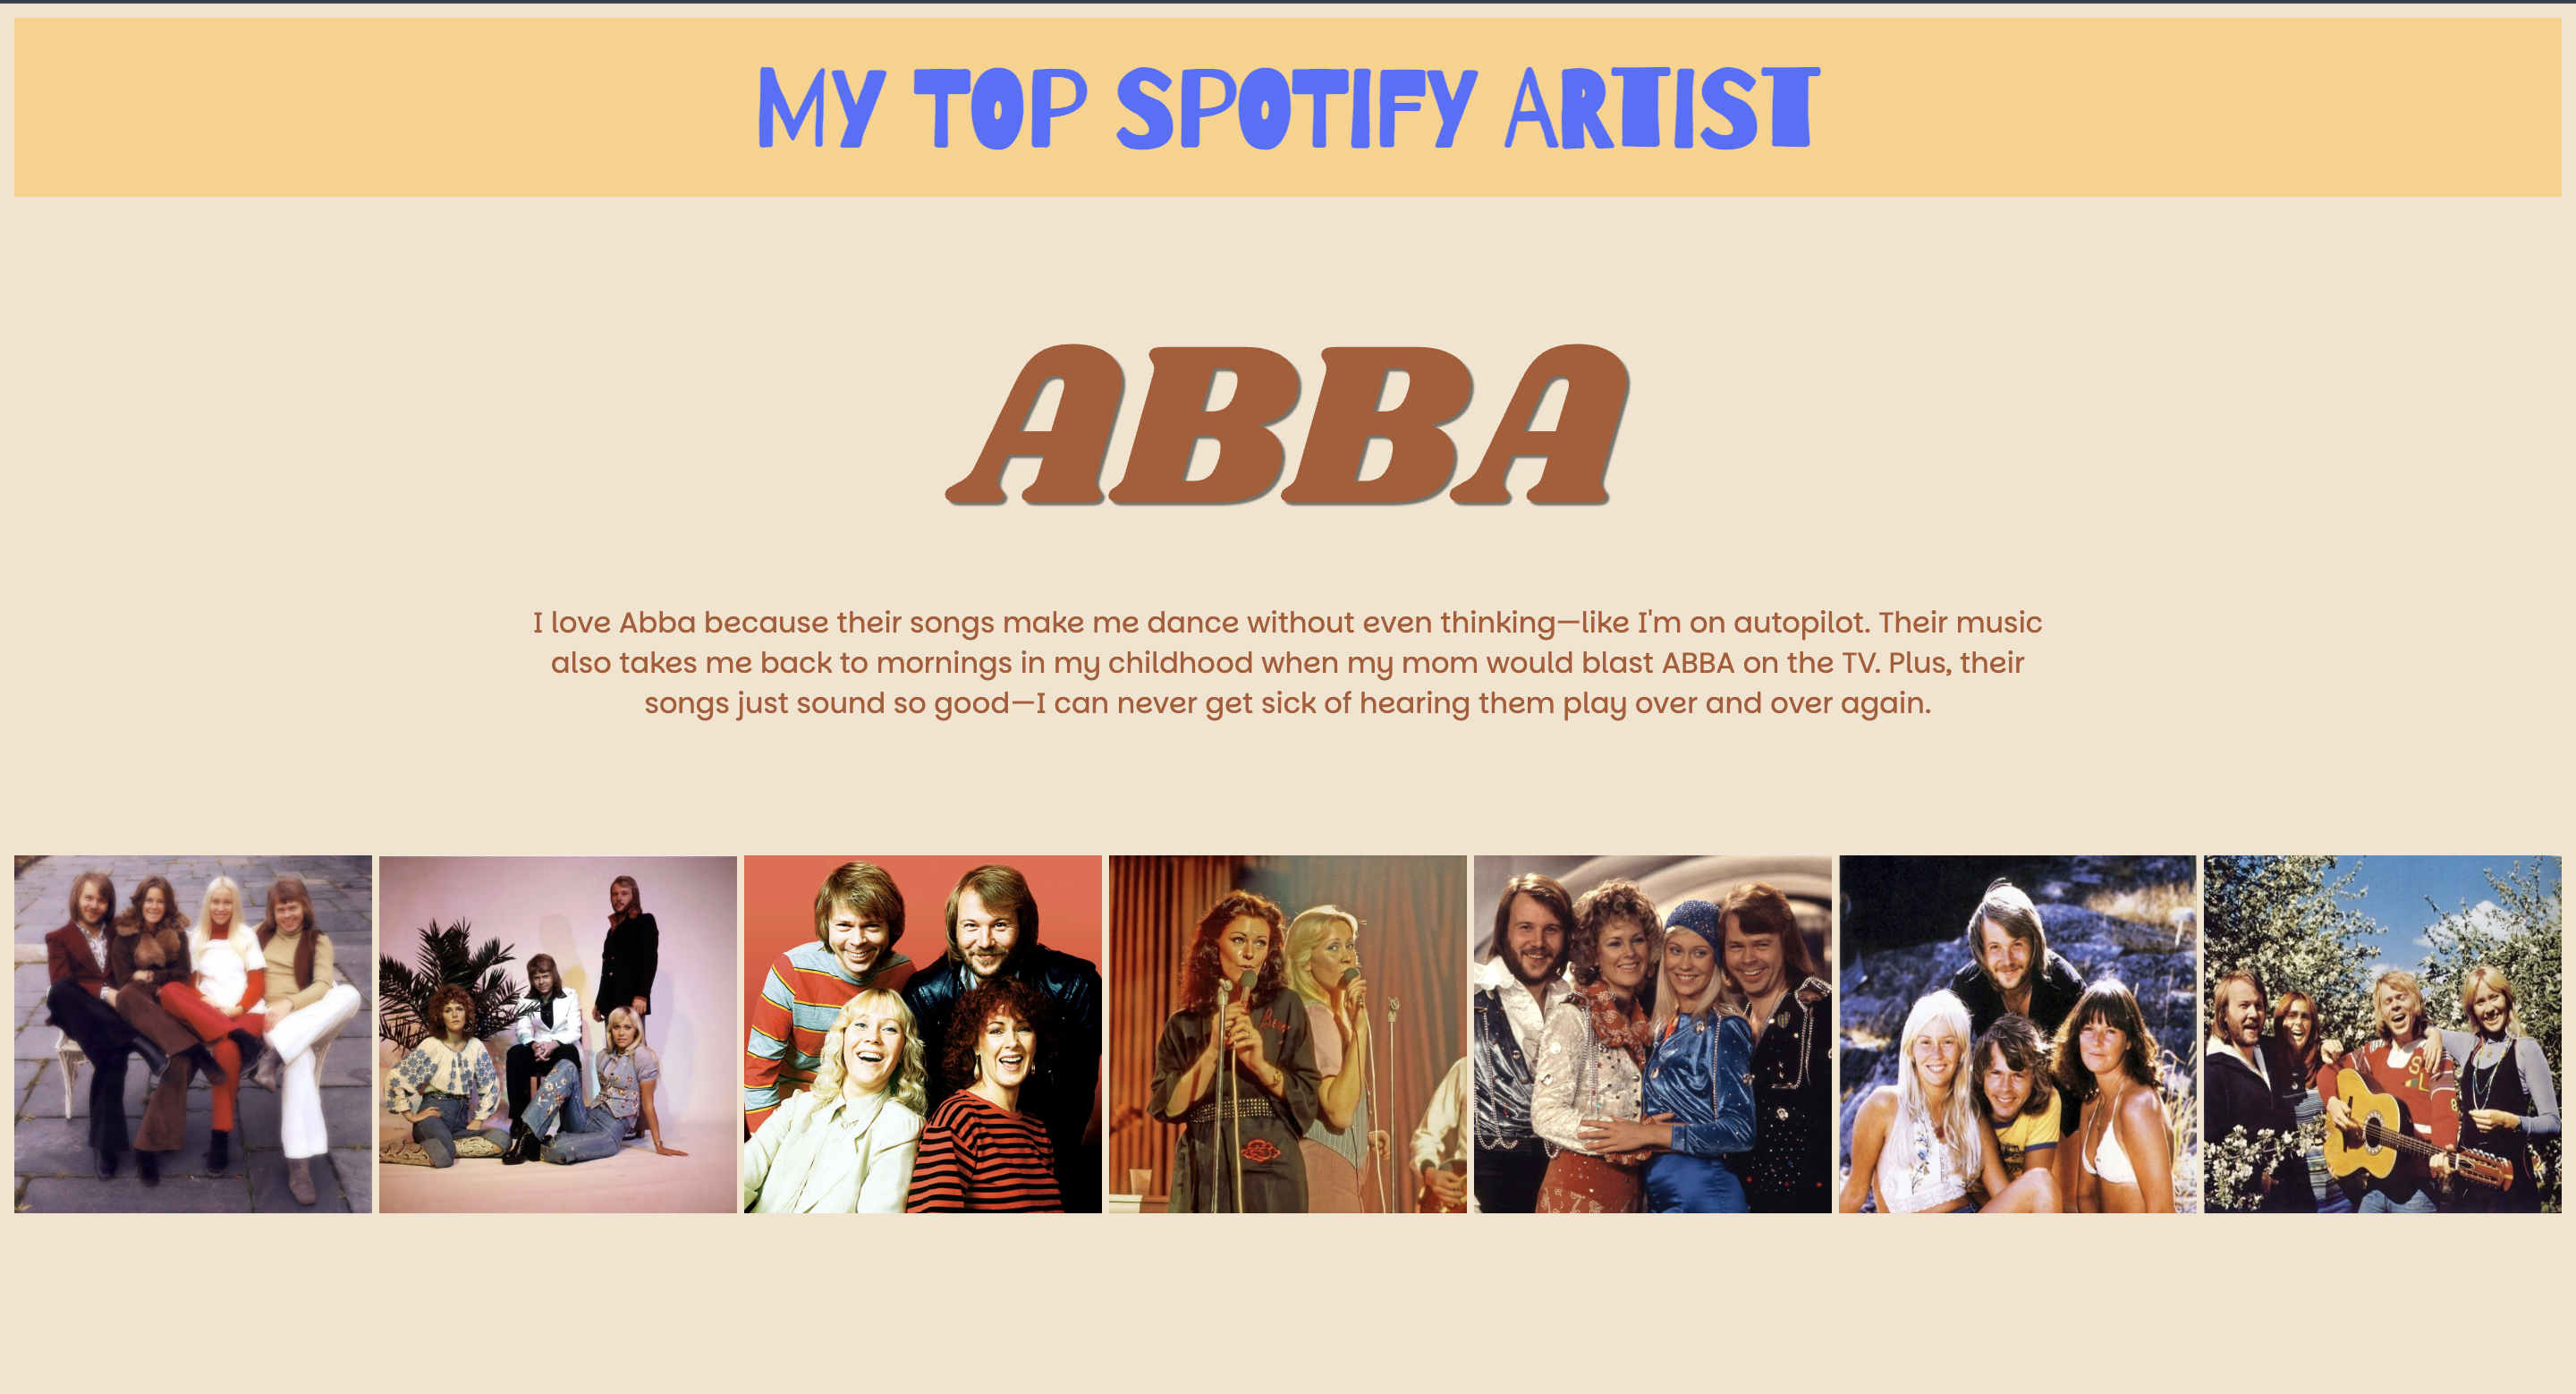 MY TOP SPOTIFY ARTIST
ABBA
I love Abba because their songs make me dance without even thinking—like I'm on autopilot. Their music
also takes me back to mornings in my childhood when my mom would blast ABBA on the TV. Plus, their
songs just sound so good—I can never get sick of hearing them play over and over again.